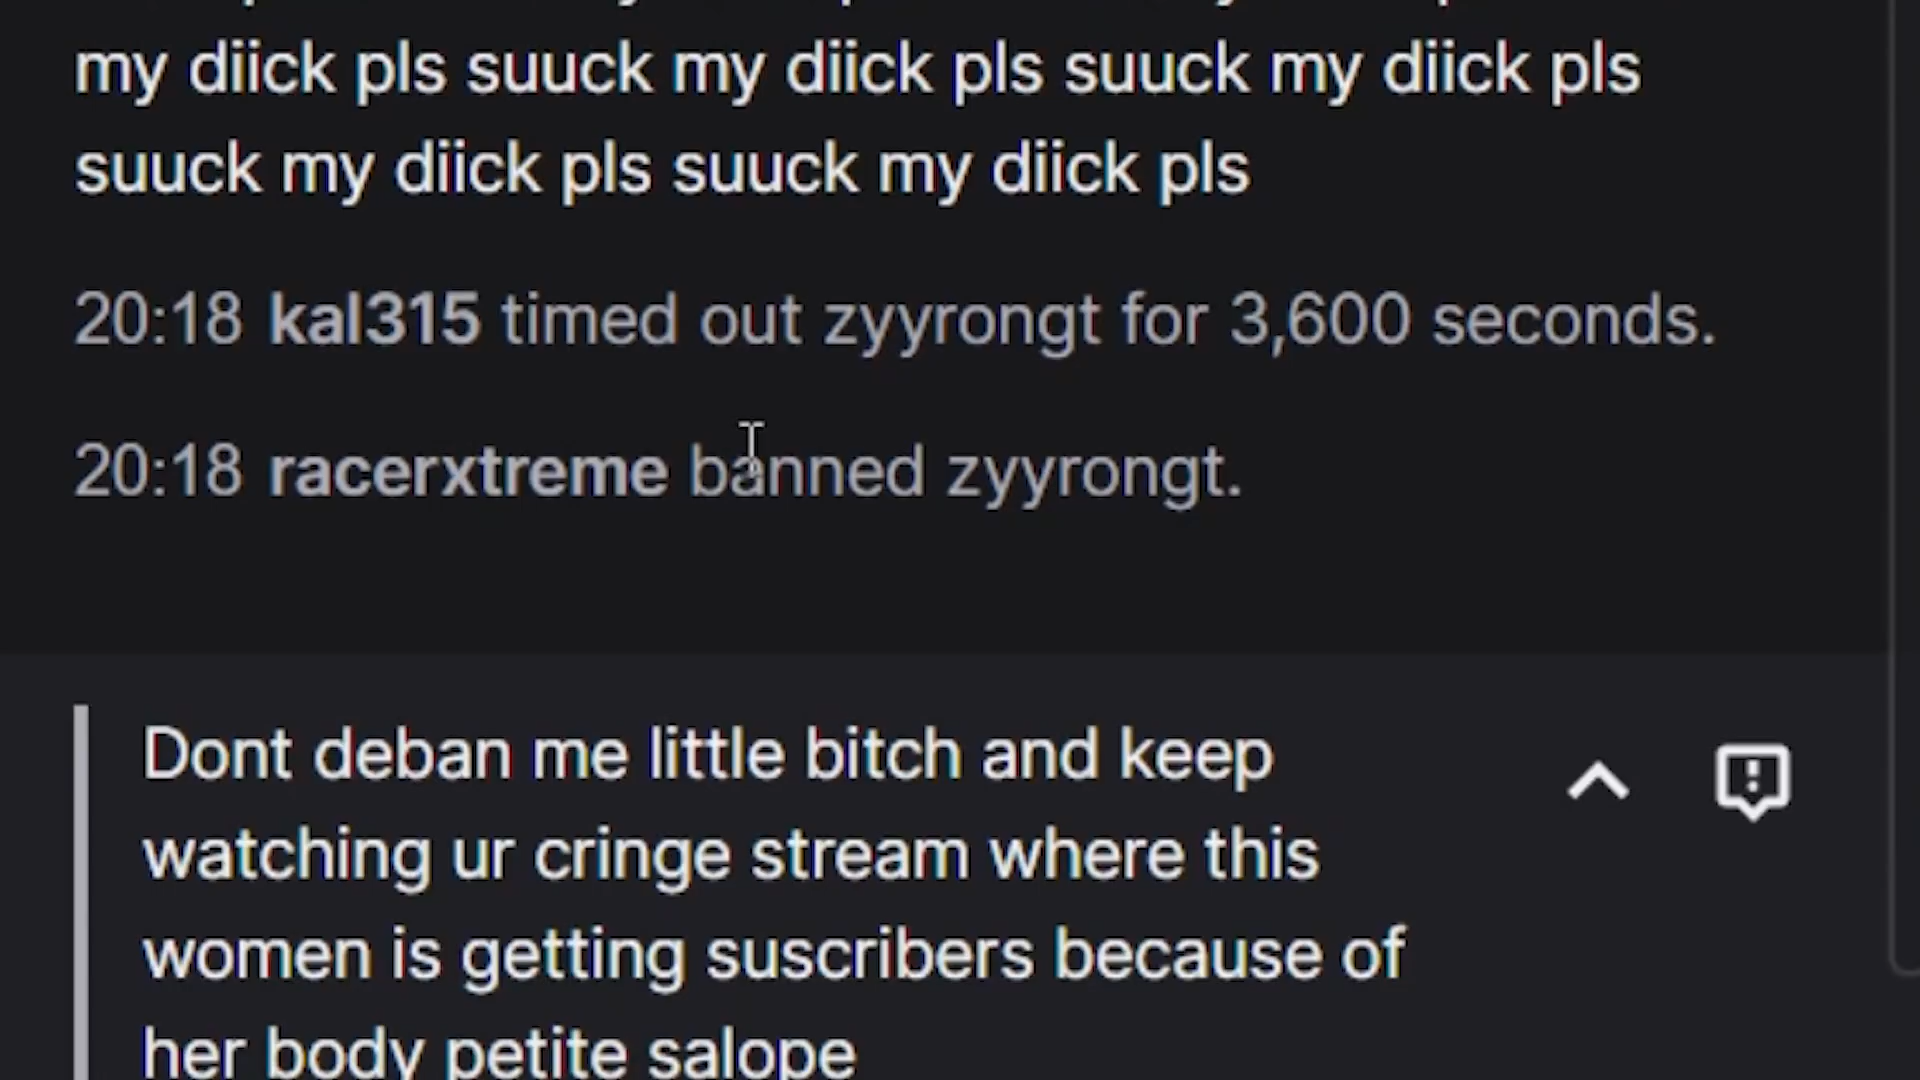 my diick pls suuck my diick pls suuck my diick pls
suuck my diick pls suuck my diick pls
20:18 kal315 timed out zyyrongt for 3,600 seconds.
20:18 racerxtreme banned zyyrongt.
Dont deban me little bitch and keep
watching ur cringe stream where this
women is getting suscribers because of
her body petite salope